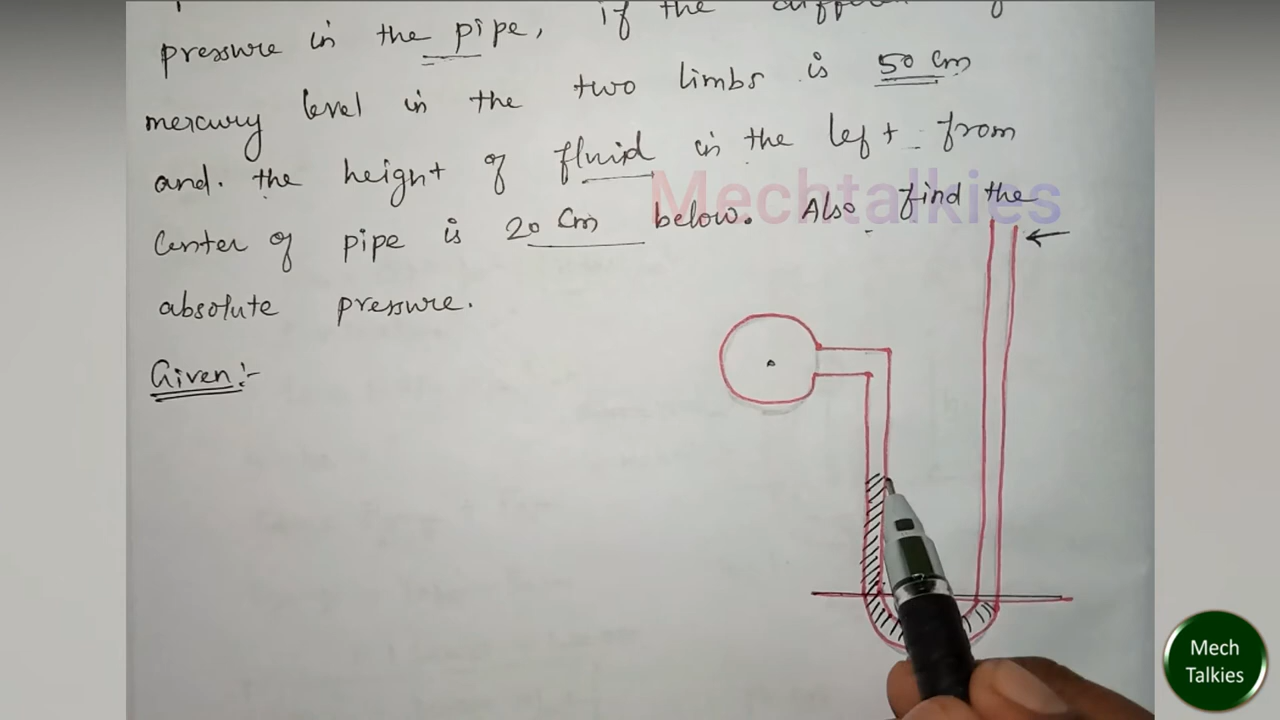 if the
pressure in the pipe,
mercury level in the two limbs is 50 cm
and. the height of fluid in the left from
center of pipe is 20 cm below. Also find the
absolute pressure.
Given:-
Mechtalkies
Mech
Talkies